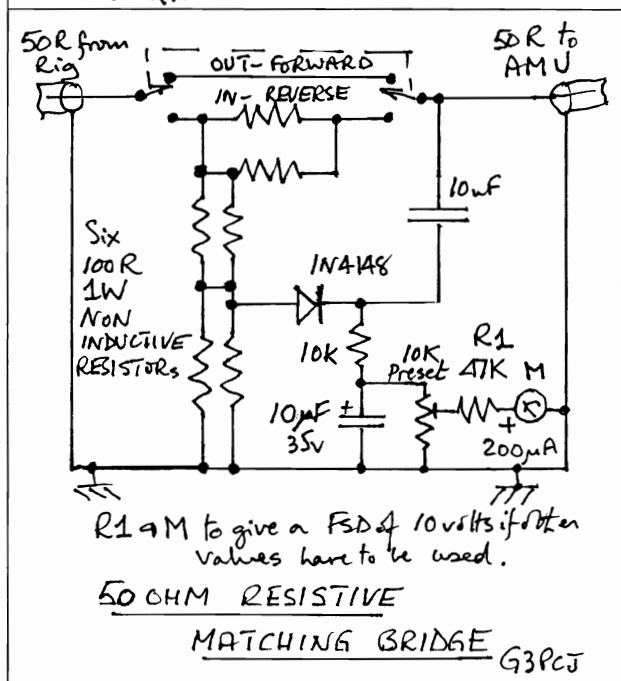 50R from
Rig
OUT-FORWARD
IN-REVERSE
50R to
AMU
10nF
Six
100R
1W
NON
INDUCTIVE
RESISTORs
1N4148
10K
10K
Preset
R1
47K
M
10µF
35v
+
+
200µA
R1 & M to give a FSD of 10 volts if other
values have to be used.
50 OHM RESISTIVE
MATCHING BRIDGE
G3PCJ